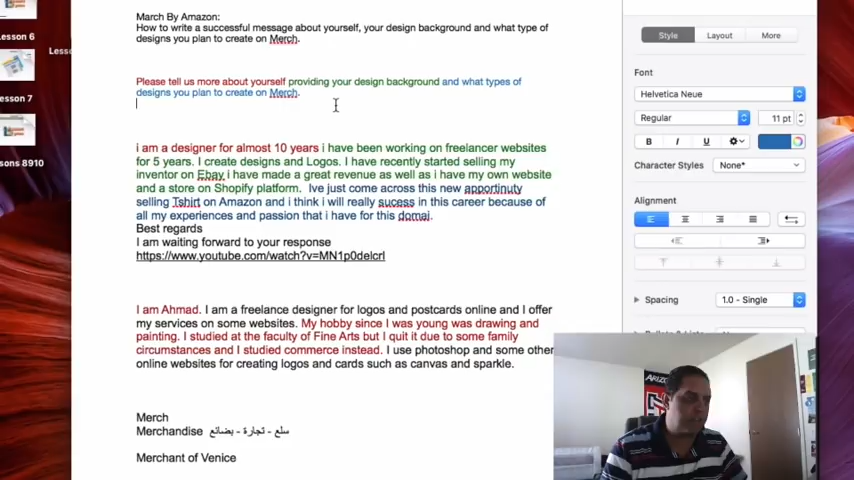 March By Amazon:
How to write a successful message about yourself, your design background and what type of
designs you plan to create on Merch.
Please tell us more about yourself providing your design background and what types of
designs you plan to create on Merch.
i am a designer for almost 10 years i have been working on freelancer websites
for 5 years. I create designs and Logos. I have recently started selling my
inventor on Ebay i have made a great revenue as well as i have my own website
and a store on Shopify platform. Ive just come across this new apportinuty
selling Tshirt on Amazon and i think i will really sucess in this career because of
all my experiences and passion that i have for this domai.
Best regards
I am waiting forward to your response
https://www.youtube.com/watch?v=MN1p0delcrI
I am Ahmad. I am a freelance designer for logos and postcards online and I offer
my services on some websites. My hobby since I was young was drawing and
painting. I studied at the faculty of Fine Arts but I quit it due to some family
circumstances and I studied commerce instead. I use photoshop and some other
online websites for creating logos and cards such as canvas and sparkle.
Merch
Merchandise سلع - تجارة - بضائع
Merchant of Venice
esson 6
Lesso
esson 7
sons 8910
Style Layout More
Font
Helvetica Neue
Regular 11 pt
B I U
Character Styles None*
Alignment
Spacing 1.0 - Single
ARIZO